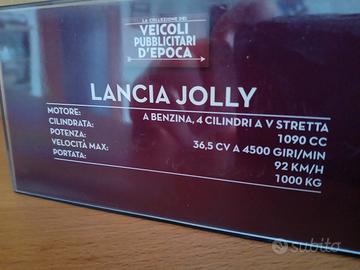 LA COLLEZIONE DEI
VEICOLI
PUBBLICITARI
D'EPOCA
LANCIA JOLLY
MOTORE: A BENZINA, 4 CILINDRI A V STRETTA
CILINDRATA: 1090 CC
POTENZA: 36,5 CV A 4500 GIRI/MIN
VELOCITÀ MAX: 92 KM/H
PORTATA: 1000 KG
subito